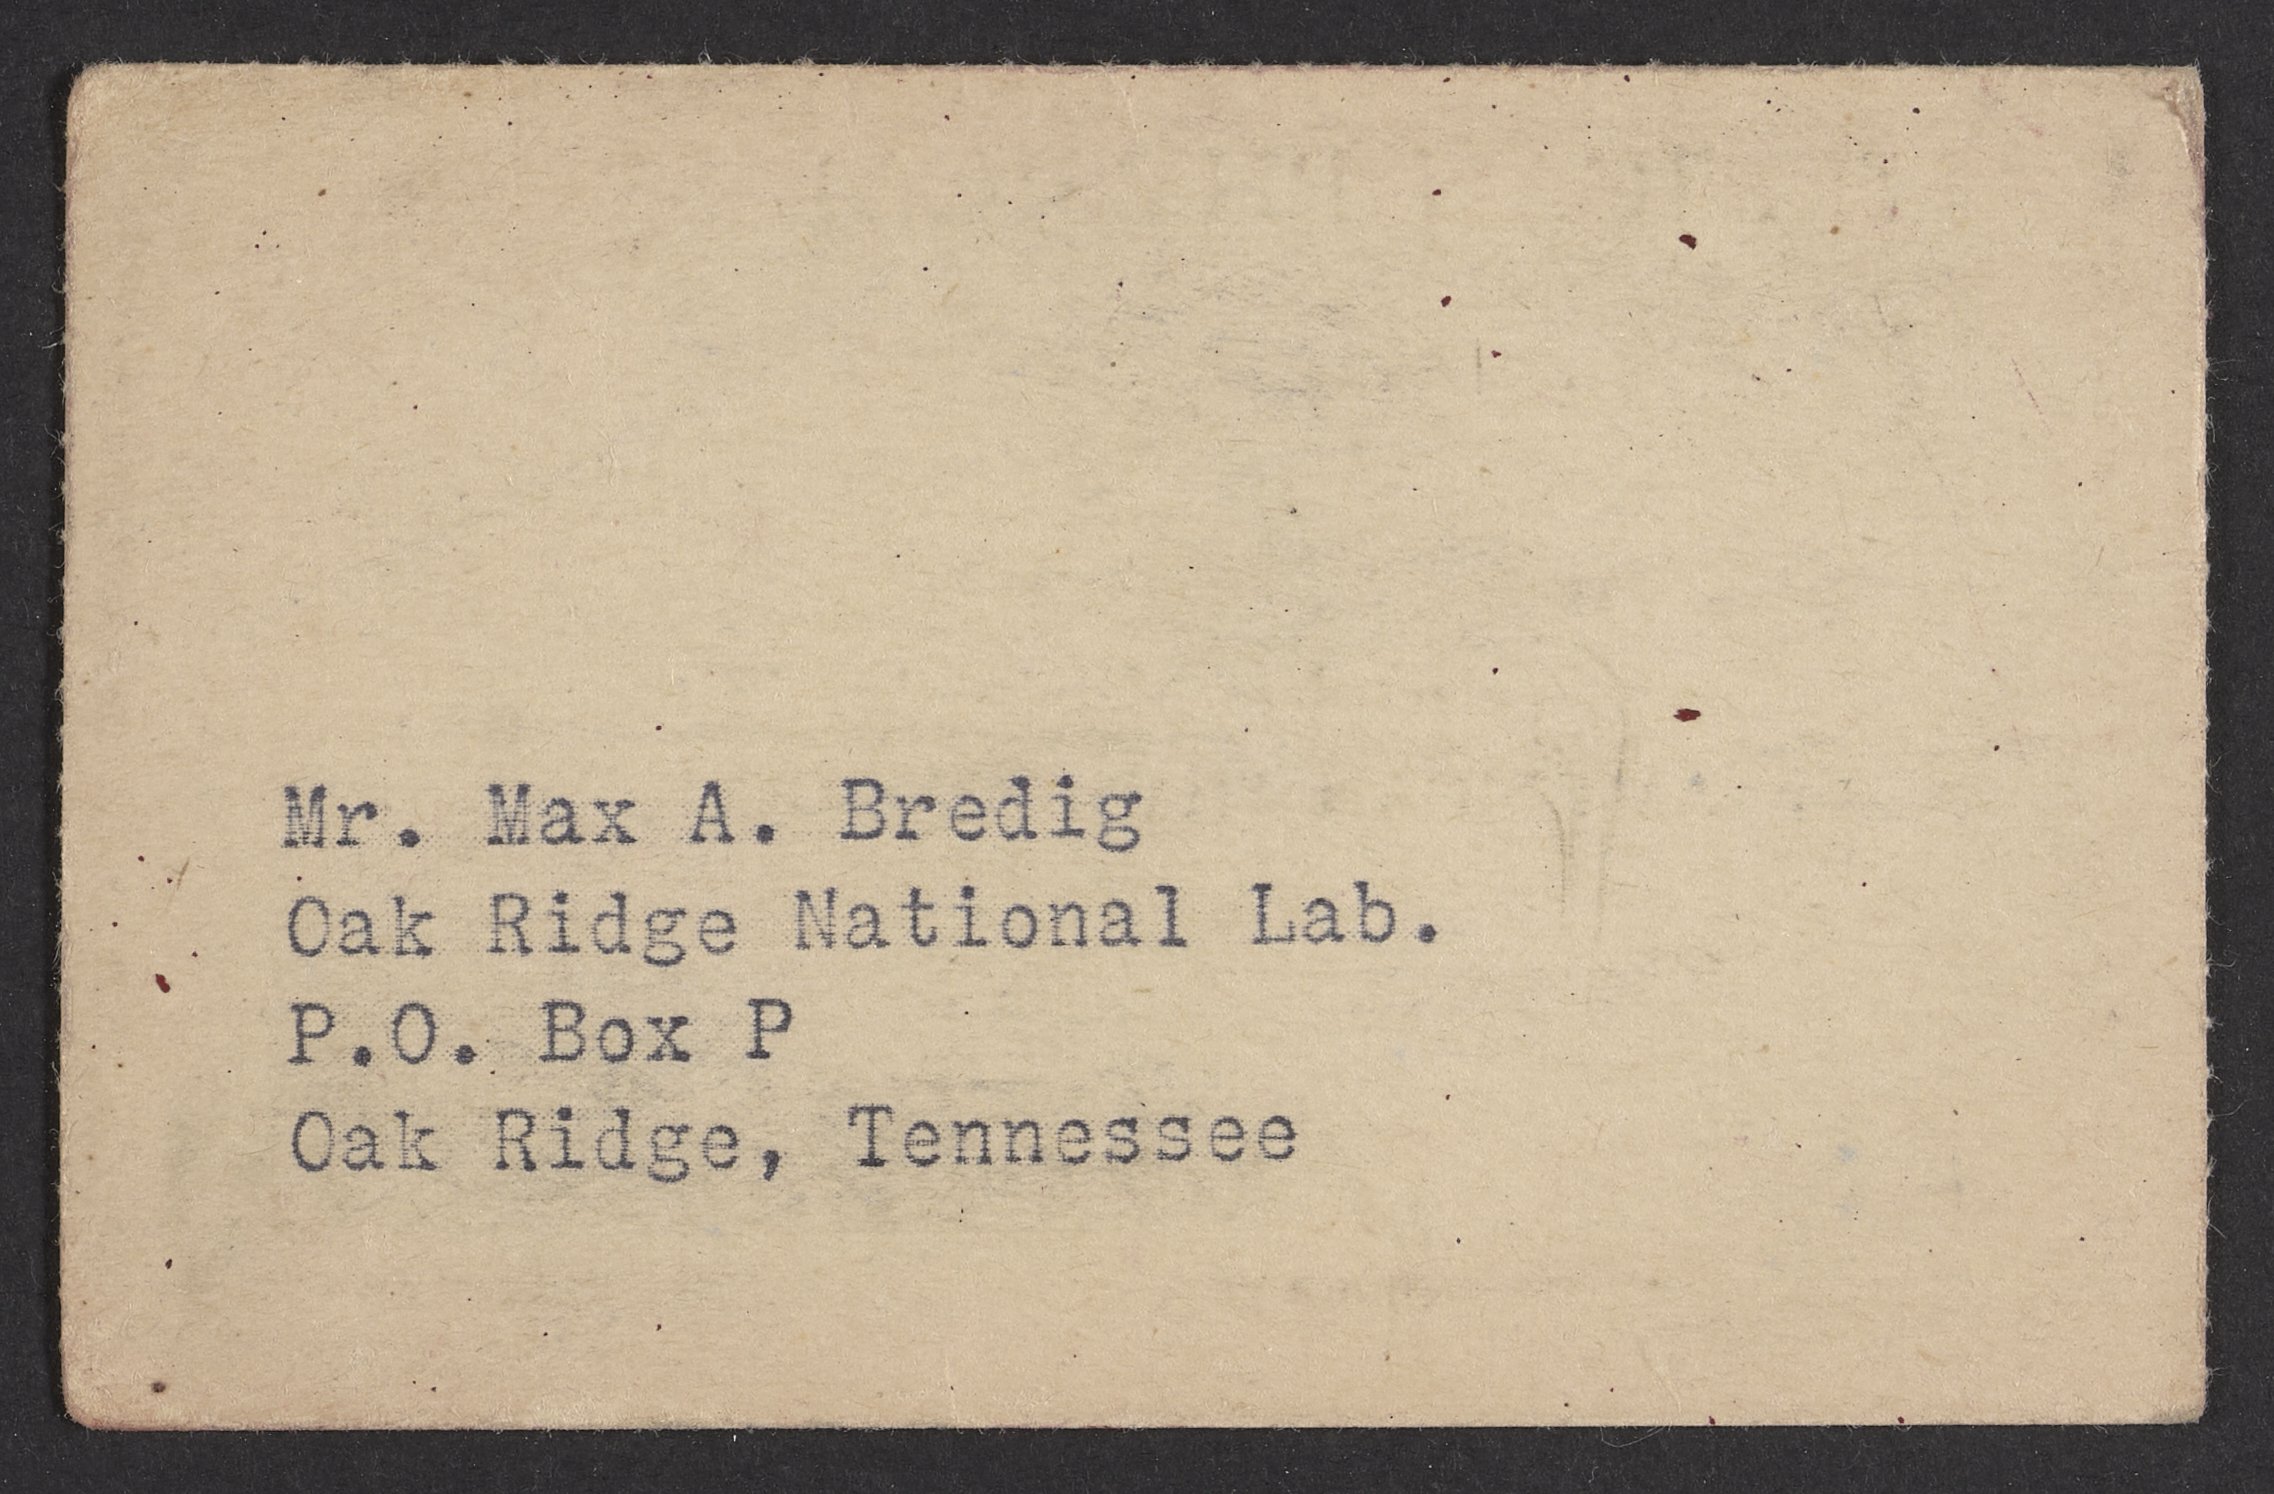 Mr. Max A. Bredig
Oak Ridge National Lab.
P.O. Box P
Oak Ridge, Tennessee